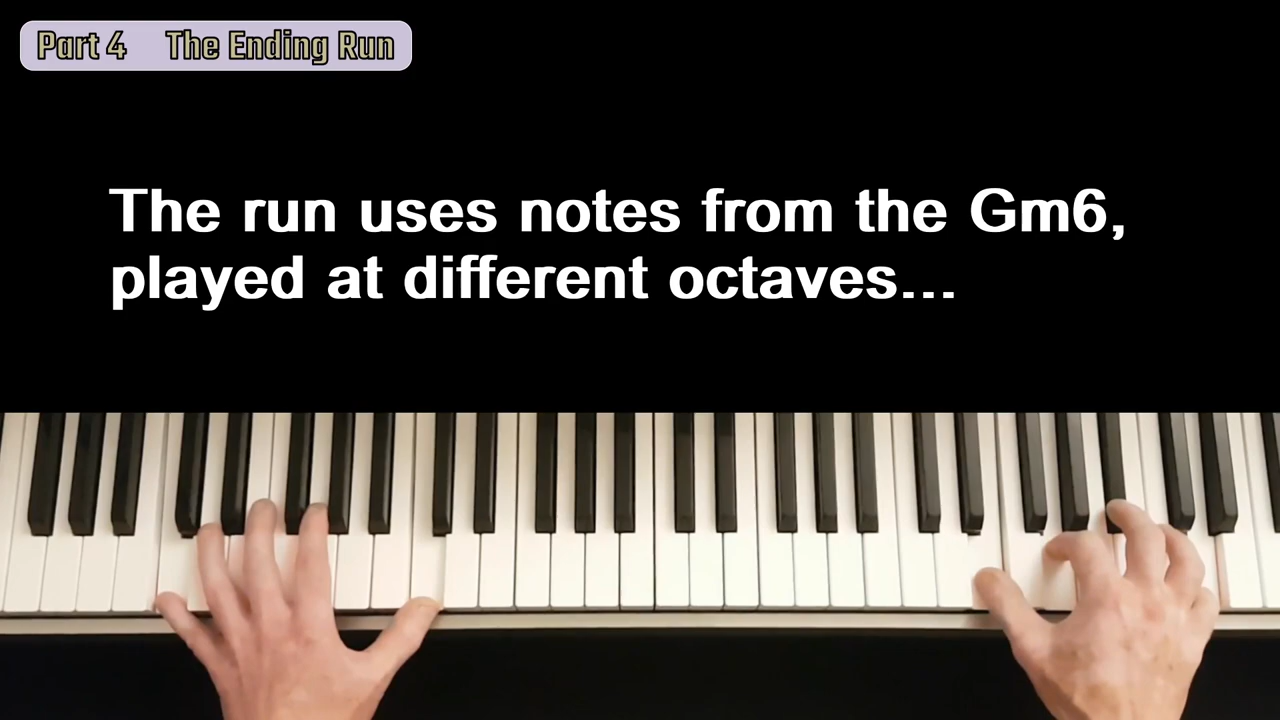 Part 4 The Ending Run
The run uses notes from the Gm6,
played at different octaves...